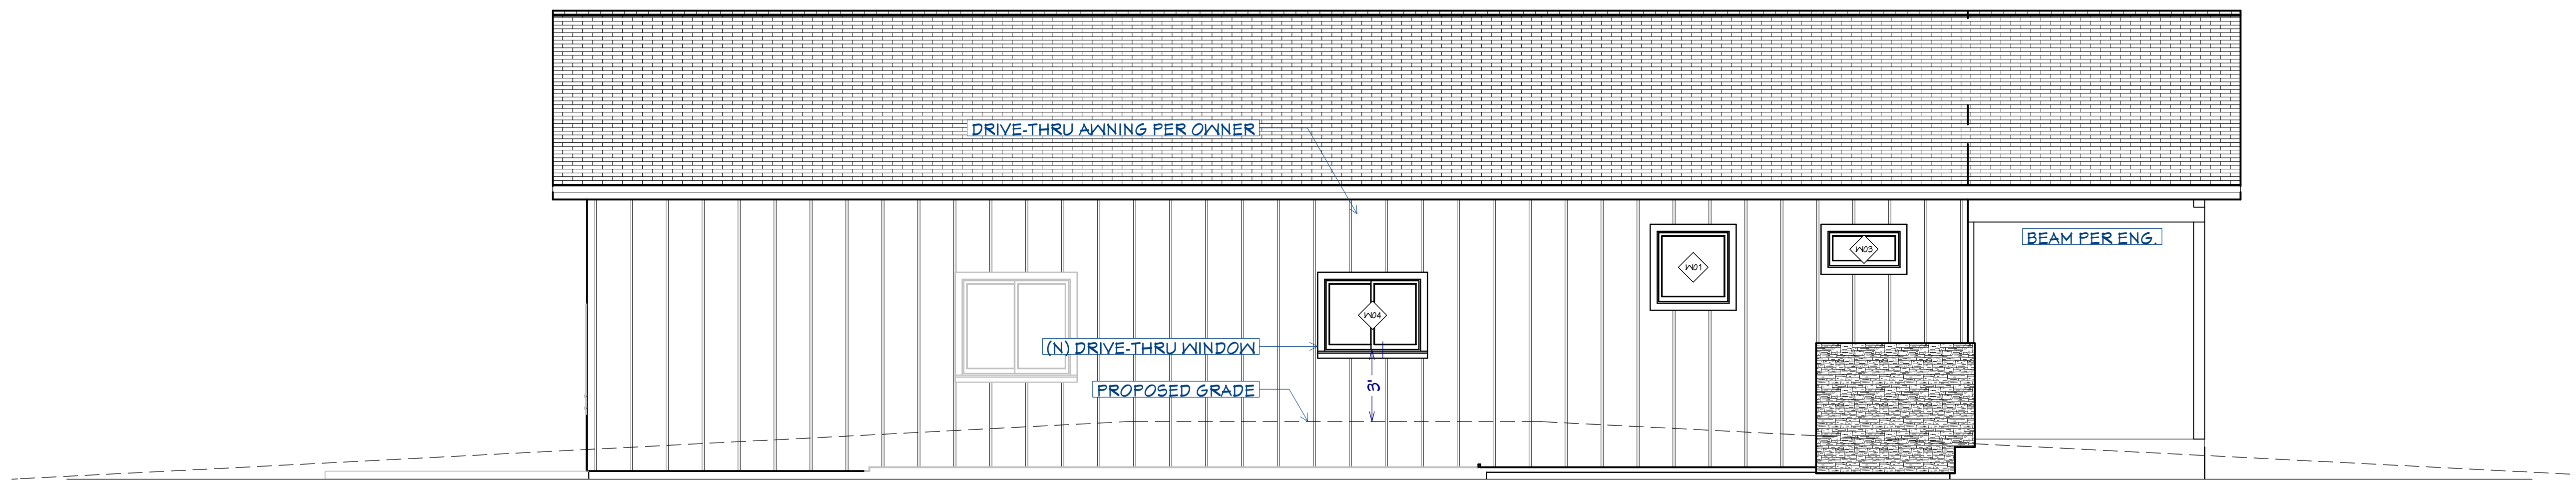 DRIVE-THRU AWNING PER OWNER
BEAM PER ENG.
W03
W01
W04
(N) DRIVE-THRU WINDOW
3'
PROPOSED GRADE